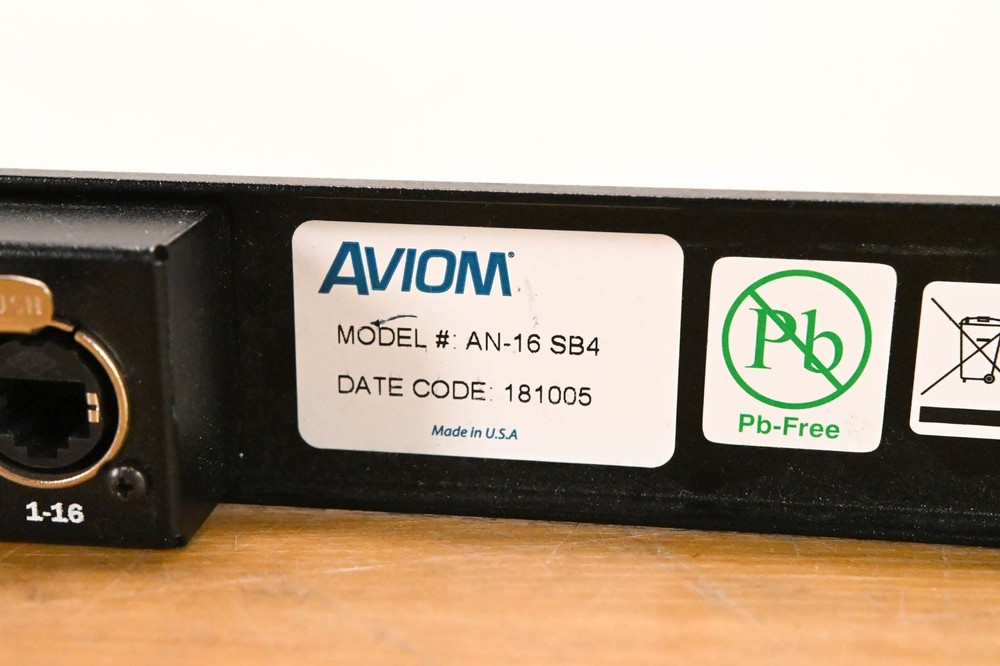 AVIOM®
MODEL #: AN-16 SB4
DATE CODE: 181005
Made in U.S.A
Pb
Pb-Free
1-16